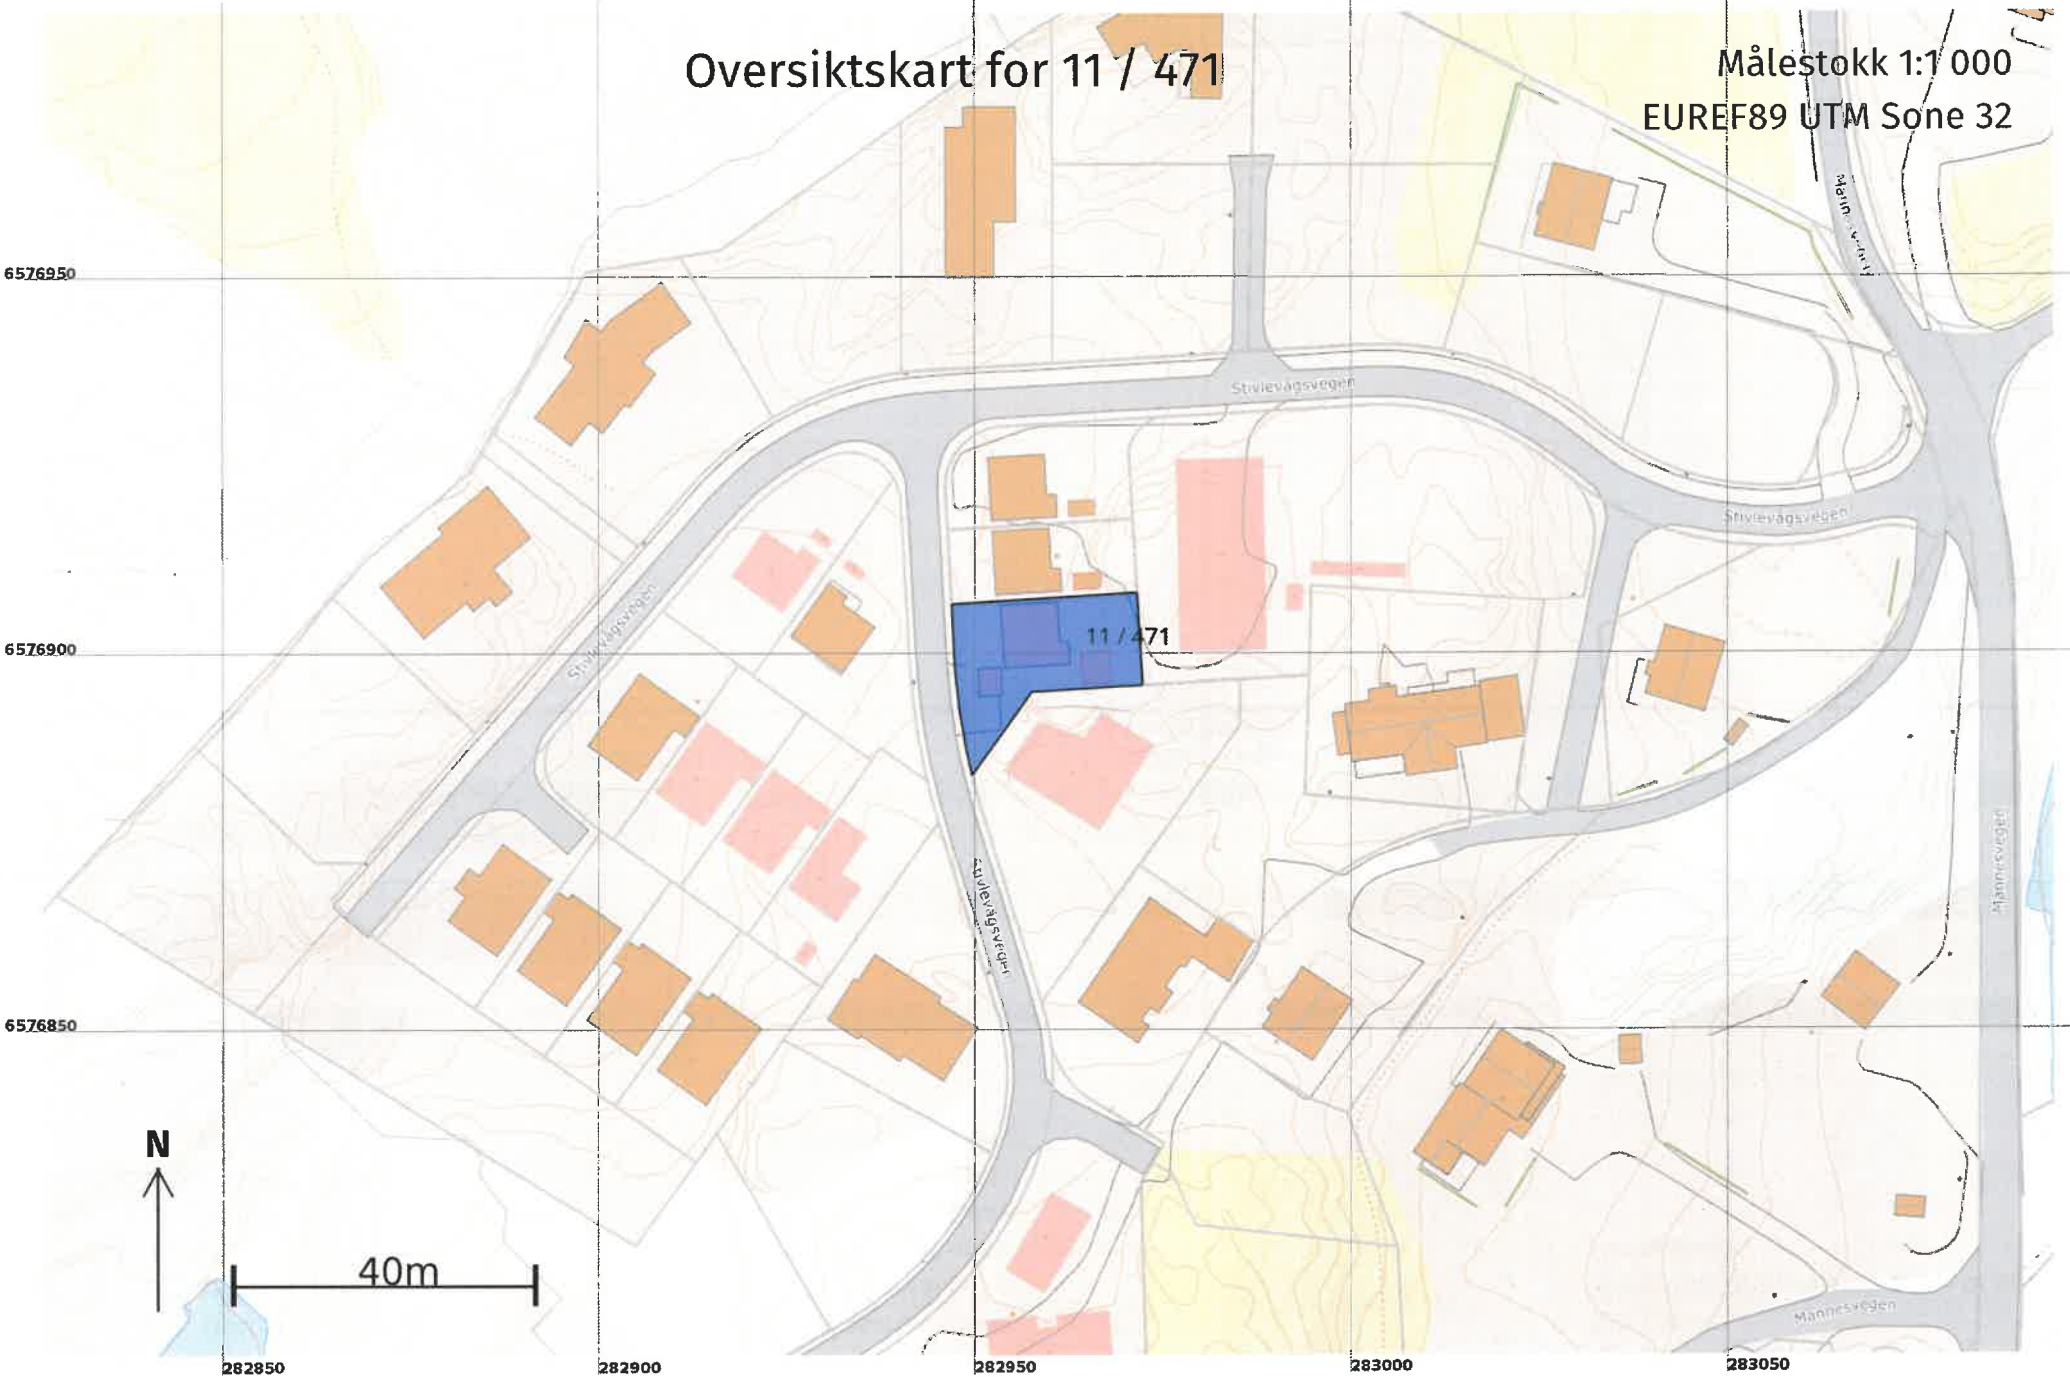 Oversiktskart for 11 / 471
Målestokk 1:1 000
EUREF89 UTM Sone 32
6576950
Stivlevågsvegen
Stivlevågsvegen
Stivlevågsvegen
11 / 471
6576900
Mannesvegen
Stivlevågsvegen
6576850
N
40m
Mannesvegen
282850
282900
282950
283000
283050